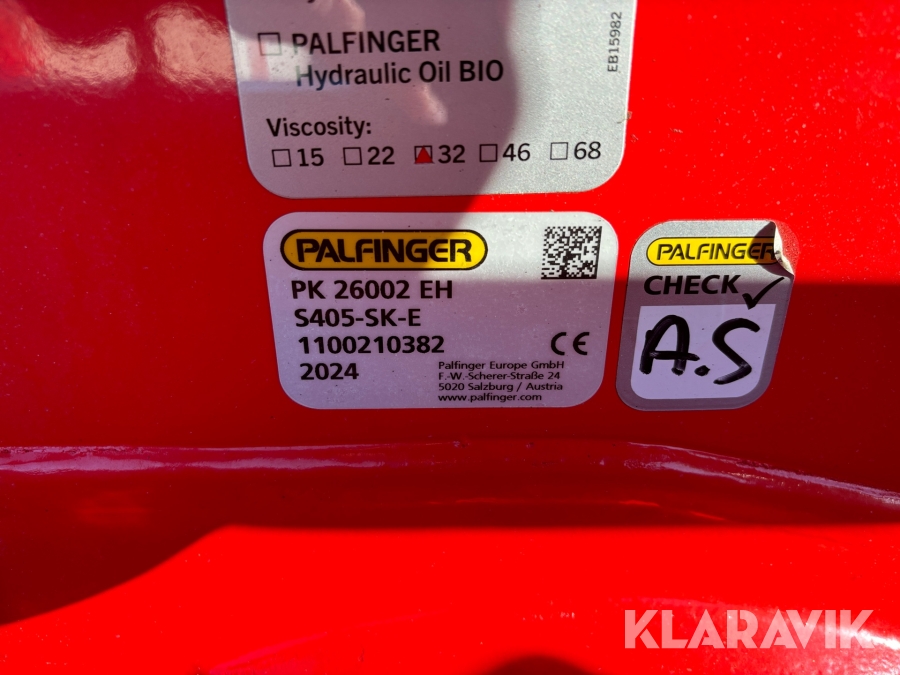 PALFINGER
Hydraulic Oil BIO
EB15982
Viscosity:
15 22 32 46 68
PALFINGER
PK 26002 EH
S405-SK-E
1100210382
2024
CE
Palfinger Europe GmbH
F.-W.-Scherer-Straße 24
5020 Salzburg / Austria
www.palfinger.com
PALFINGER
CHECK
A.S
KLARAVIK